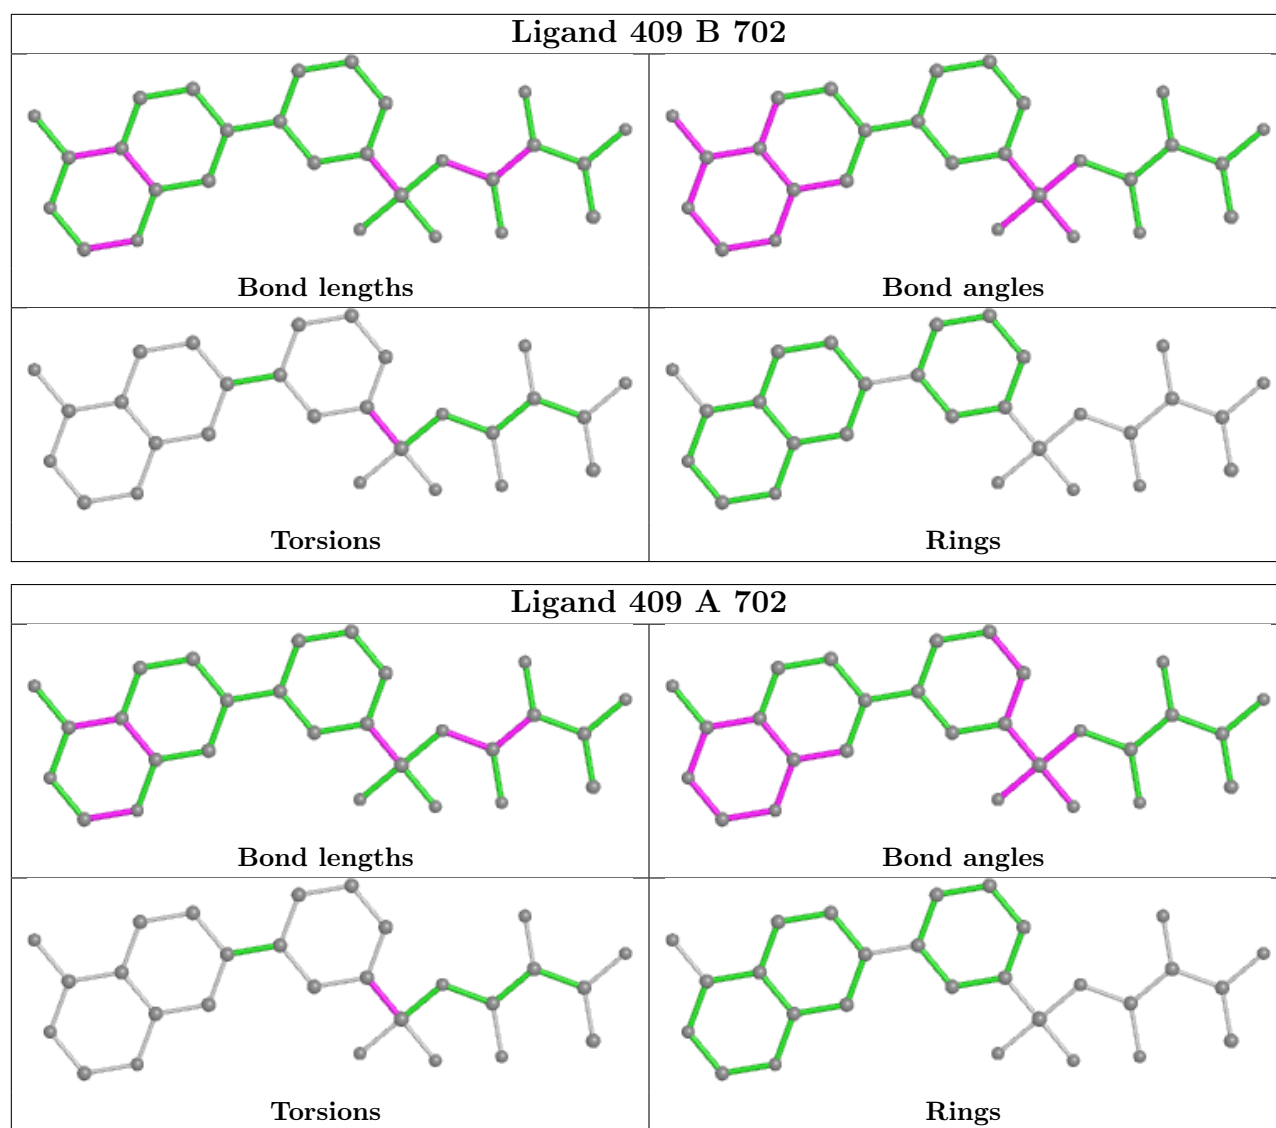 Ligand 409 B 702
Bond lengths
Bond angles
Torsions
Rings
Ligand 409 A 702
Bond lengths
Bond angles
Torsions
Rings